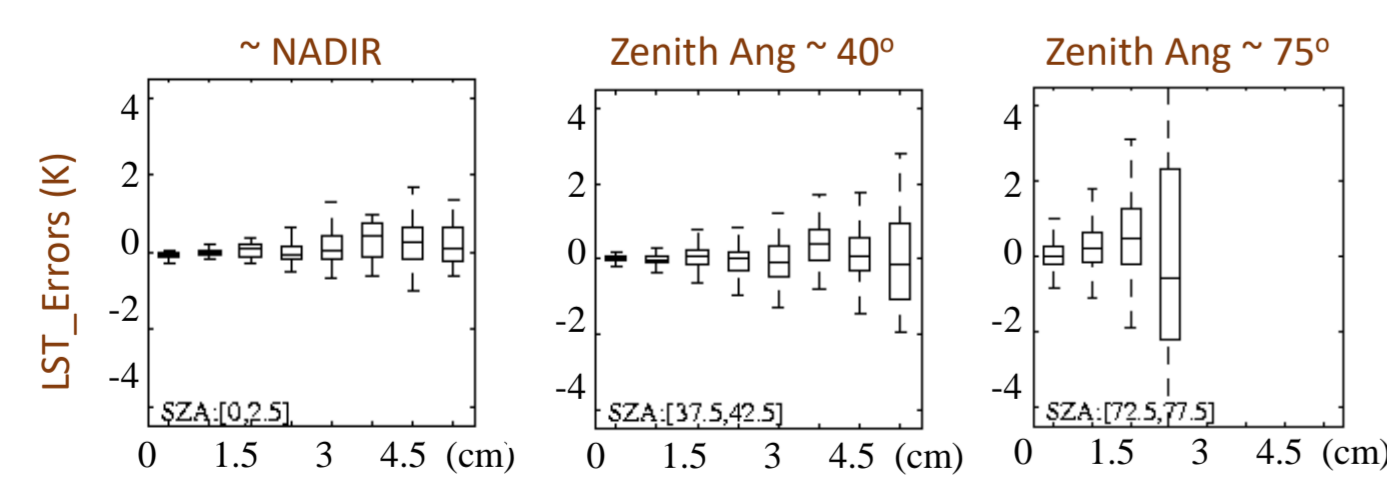 ~ NADIR
Zenith Ang ~ 40º
Zenith Ang ~ 75º
LST_Errors (K)
4
2
0
-2
-4
SZA:[0,2.5]
0 1.5 3 4.5 (cm)
4
2
0
-2
-4
SZA:[37.5,42.5]
0 1.5 3 4.5 (cm)
4
2
0
-2
-4
SZA:[72.5,77.5]
0 1.5 3 4.5 (cm)